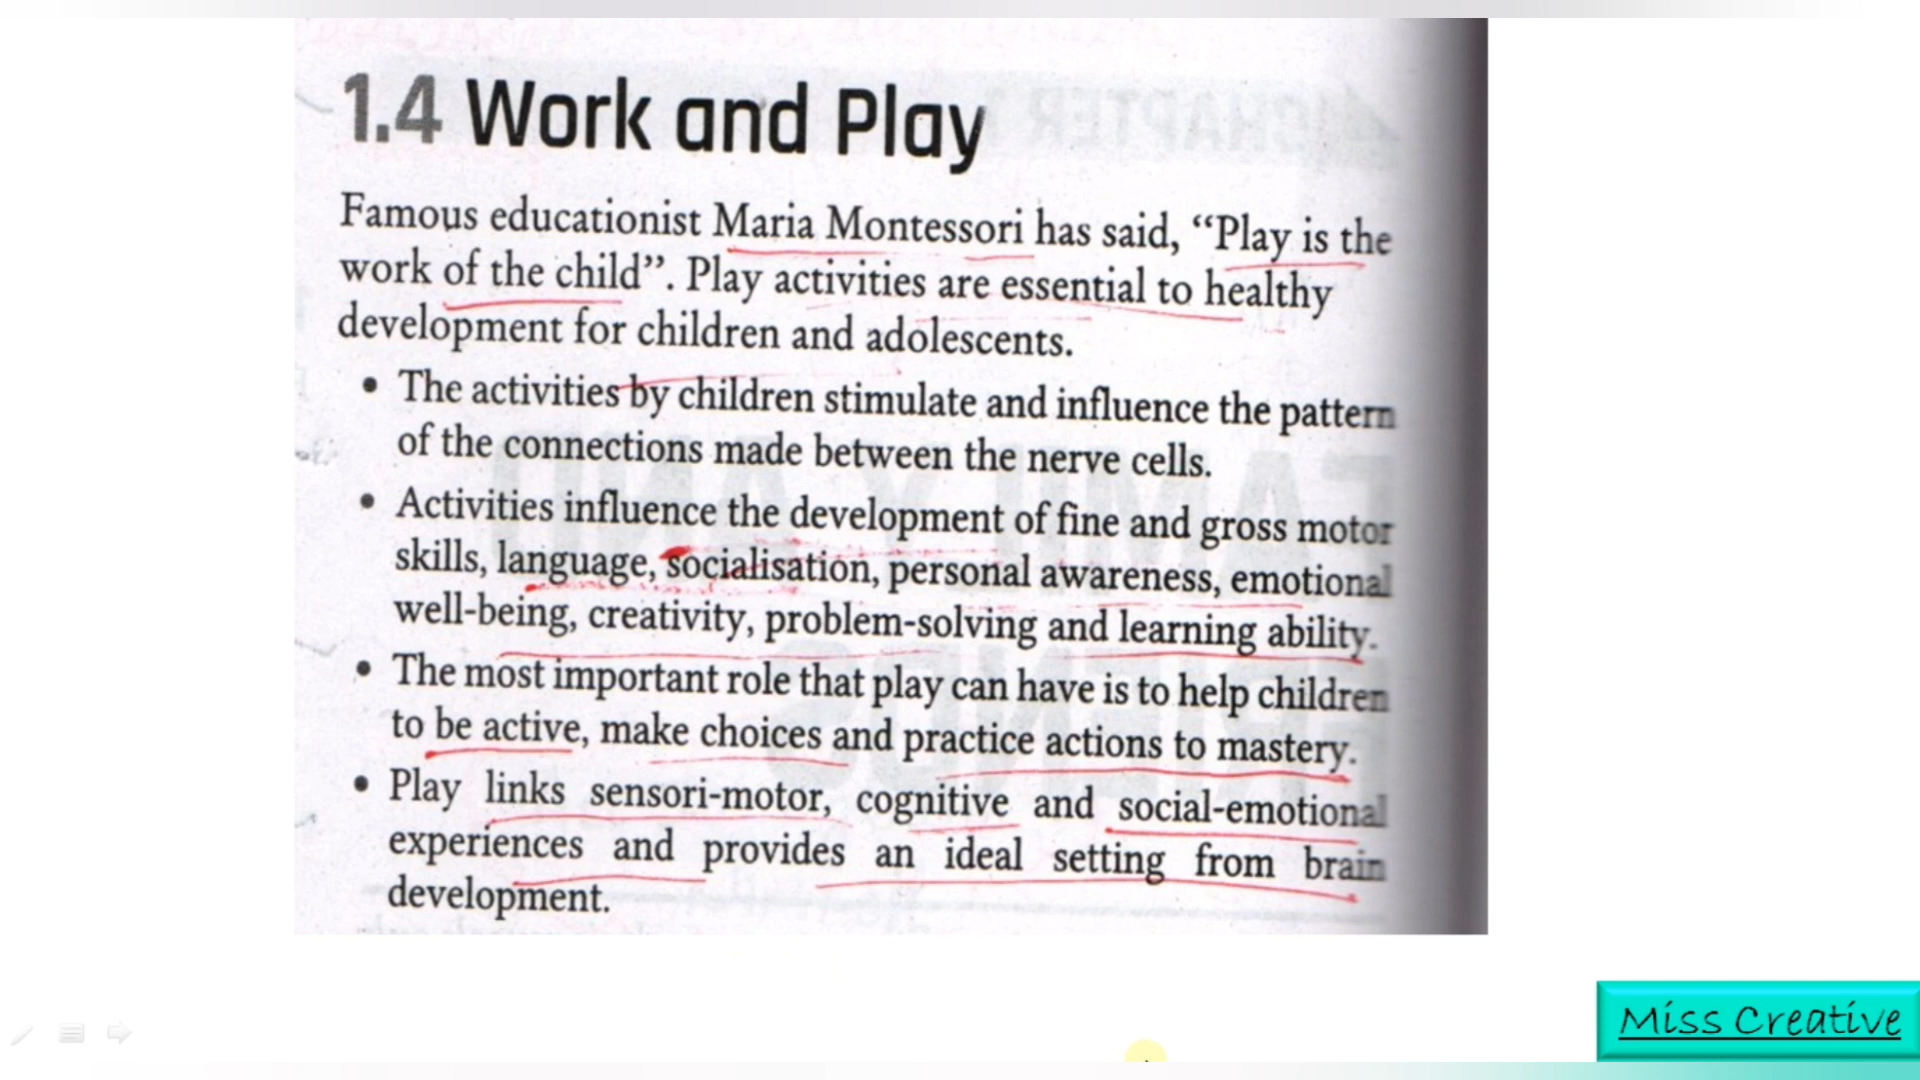 1.4 Work and Play
Famous educationist Maria Montessori has said, “Play is the
work of the child”. Play activities are essential to healthy
development for children and adolescents.
• The activities by children stimulate and influence the pattern
of the connections made between the nerve cells.
• Activities influence the development of fine and gross motor
skills, language, socialisation, personal awareness, emotional
well-being, creativity, problem-solving and learning ability.
• The most important role that play can have is to help children
to be active, make choices and practice actions to mastery.
• Play links sensori-motor, cognitive and social-emotional
experiences and provides an ideal setting from brain
development.
Miss Creative